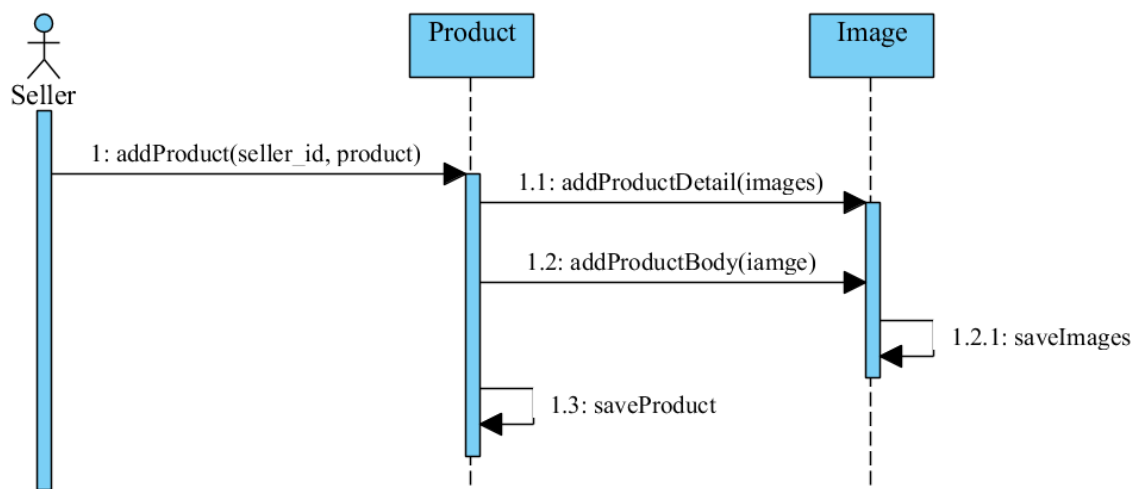 Product
Image
Seller
1: addProduct(seller_id, product)
1.1: addProductDetail(images)
1.2: addProductBody(iamge)
1.2.1: saveImages
1.3: saveProduct